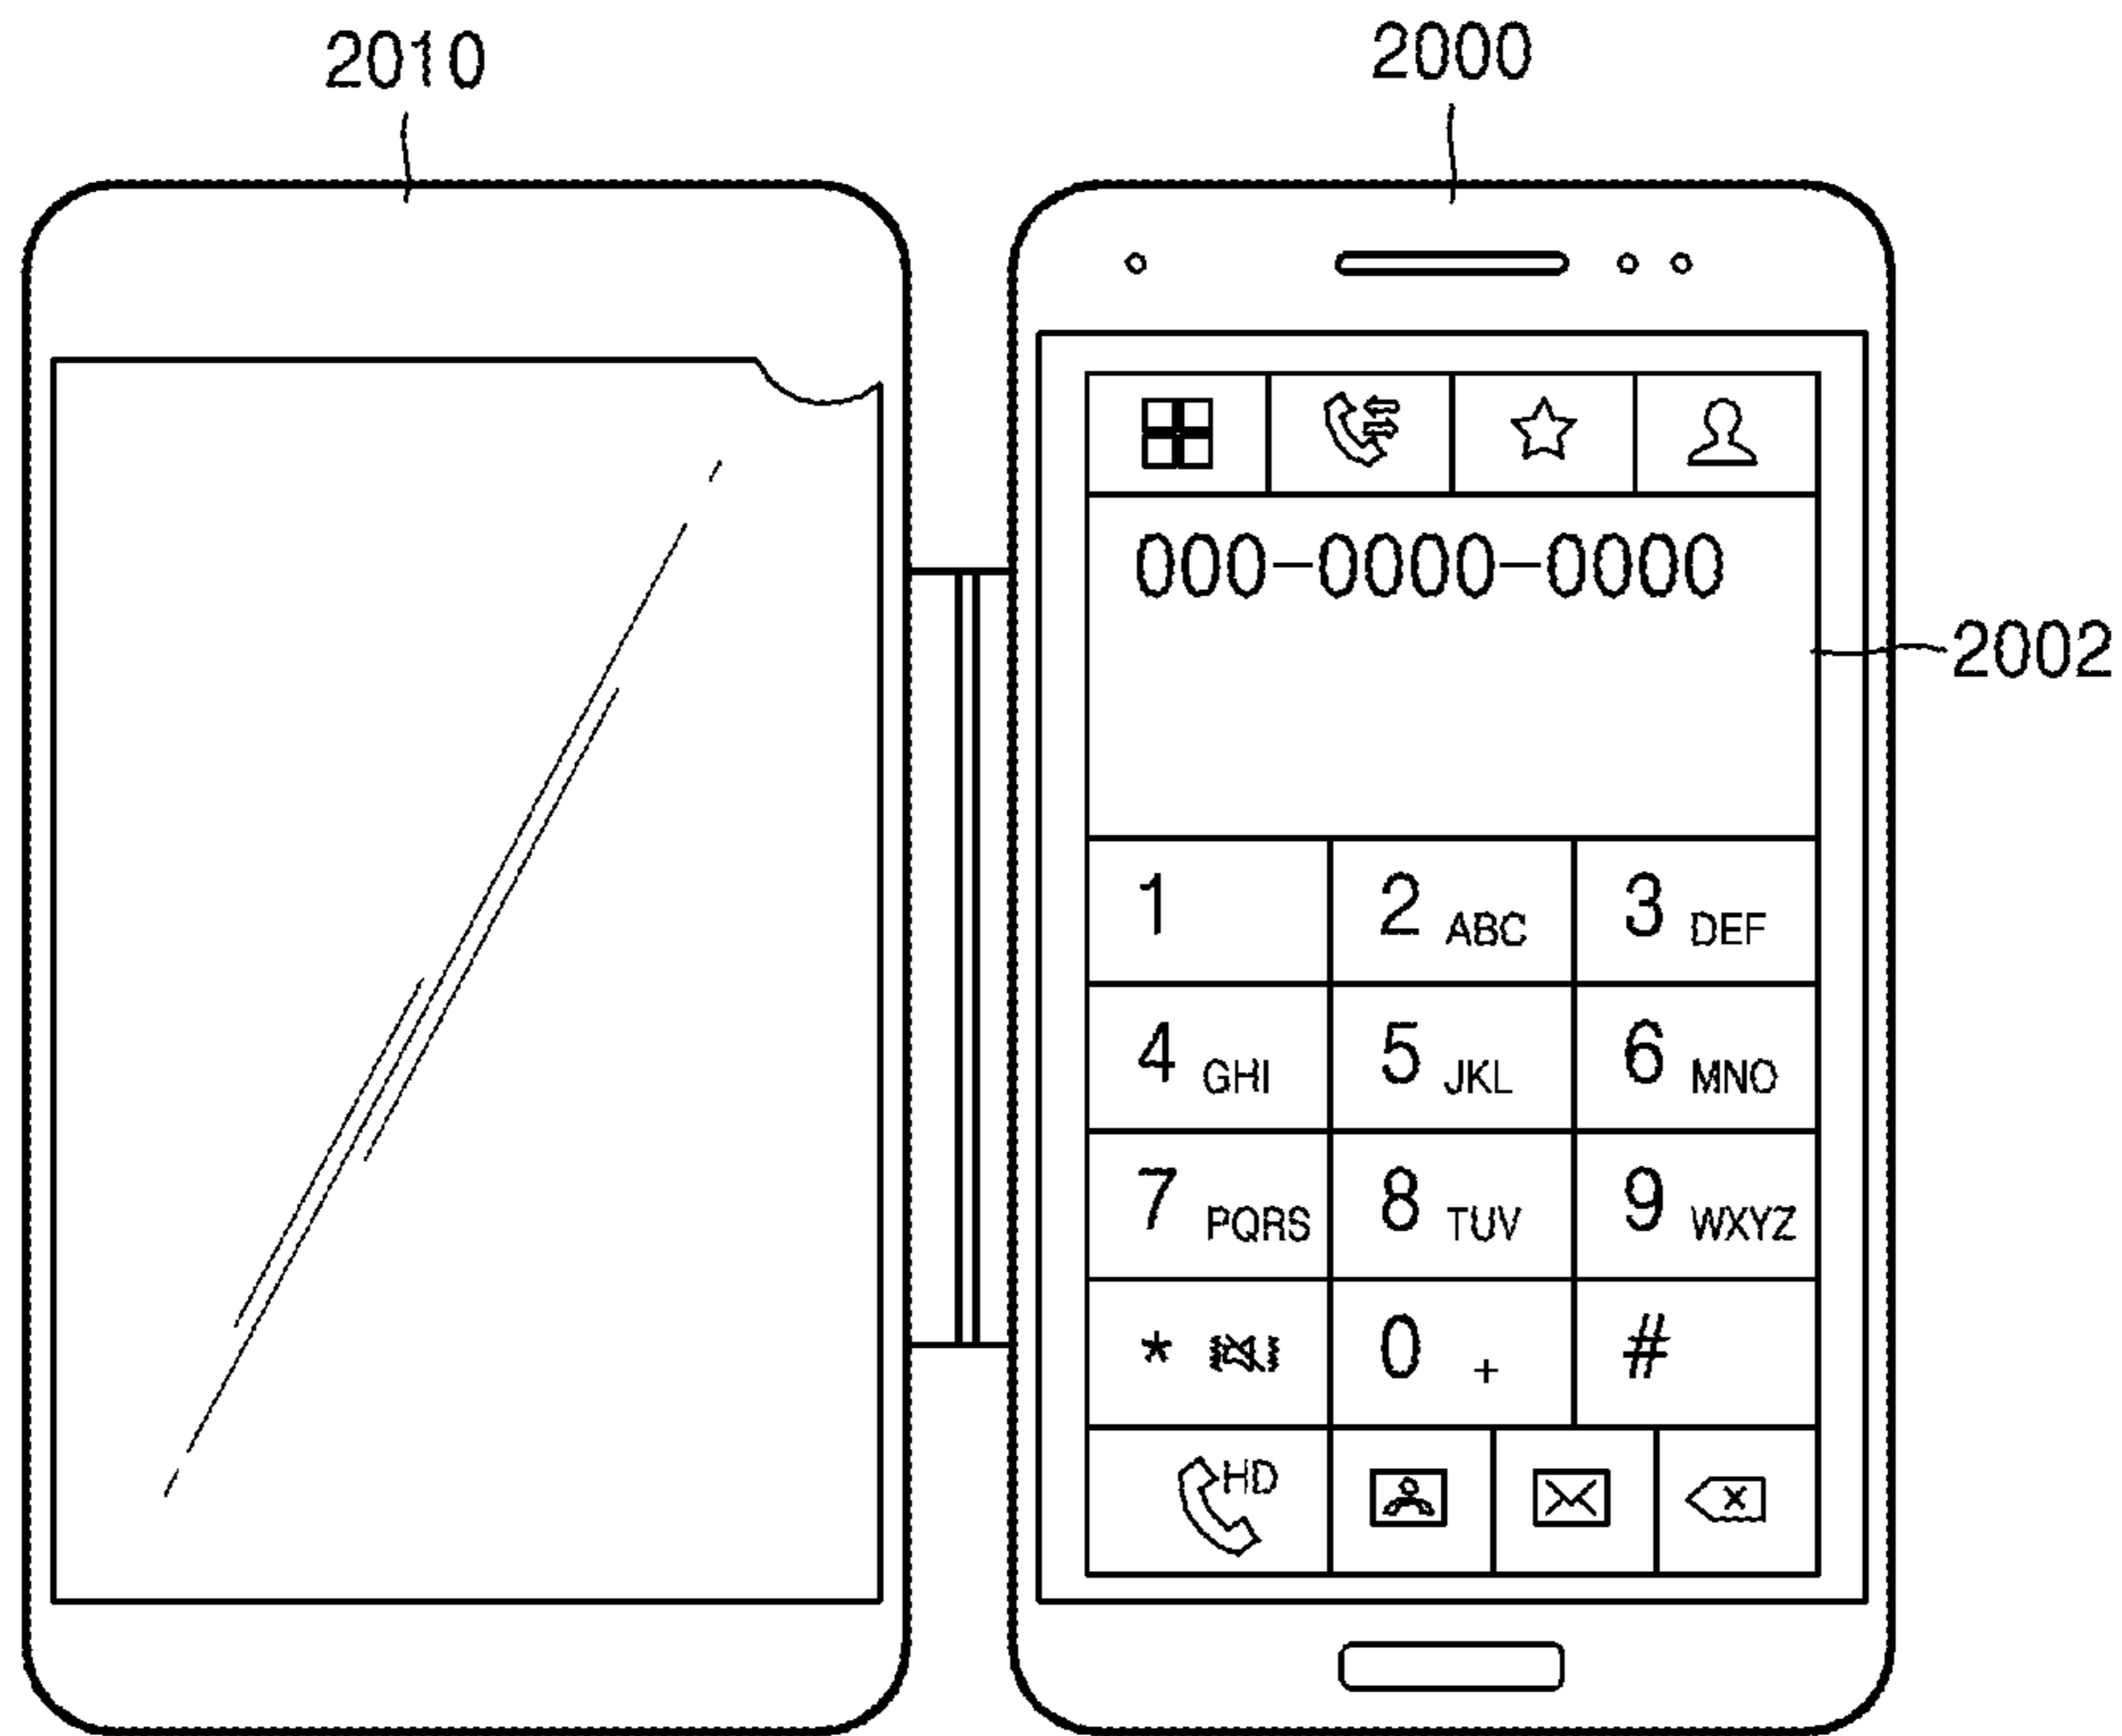 2010
2000
000-0000-0000
2002
1
2 ABC
3 DEF
4 GHI
5 JKL
6 MNO
7 PQRS
8 TUV
9 WXYZ
*
0 +
#
HD
x